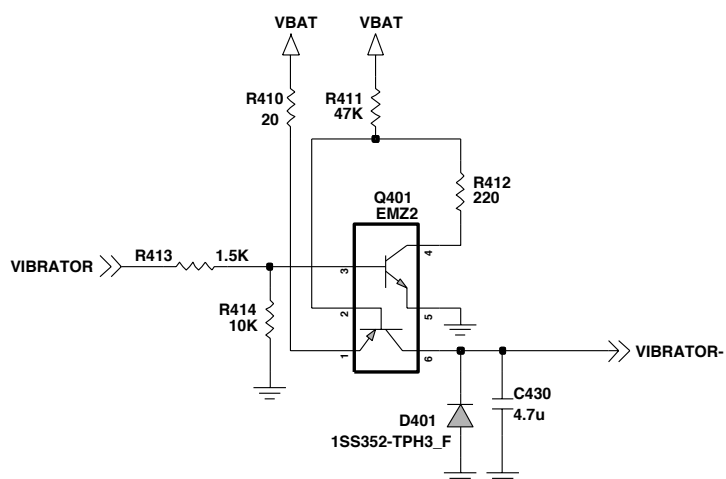 VBAT VBAT
R410
20
R411
47K
Q401
EMZ2
R412
220
VIBRATOR
R413 1.5K
R414
10K
3
4
2
5
1
6
VIBRATOR-
D401
1SS352-TPH3_F
C430
4.7u